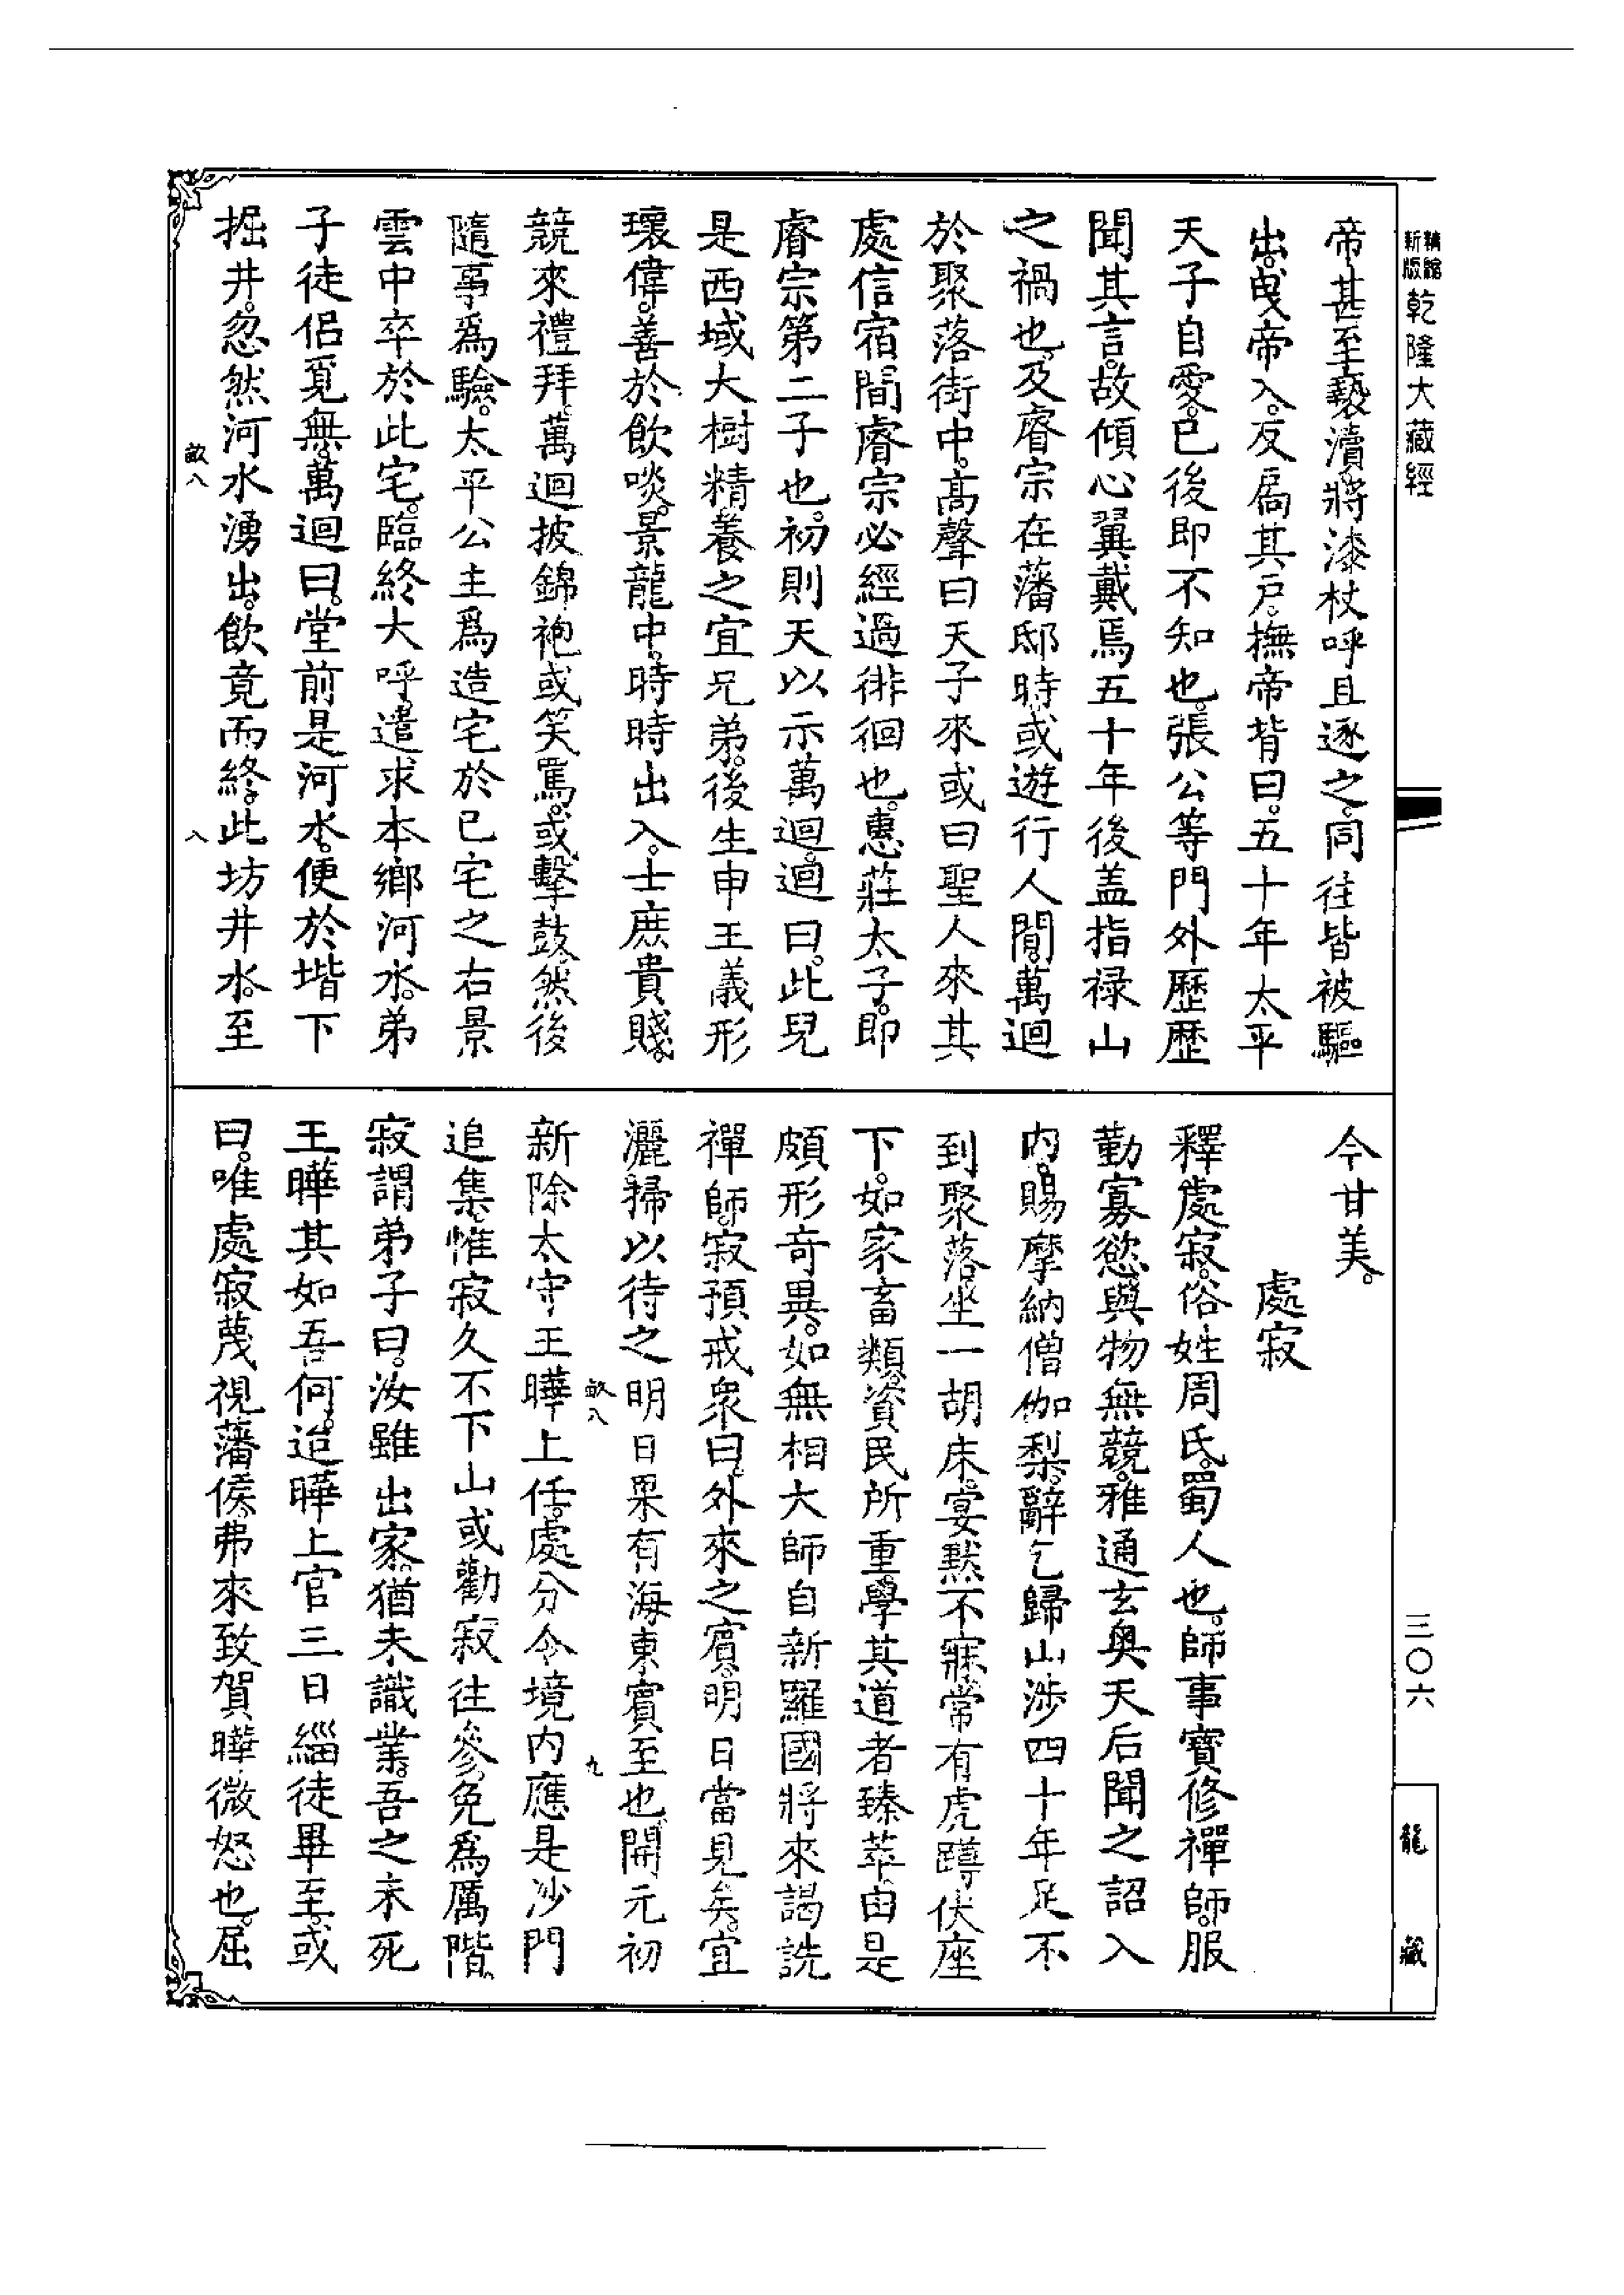 新編縮版 乾隆大藏經
帝甚至褻瀆將漆杖呼且逐之同往皆被驅
出。曳帝入。反扃其戶。撫帝背曰。五十年太平
天子自愛。已後即不知也。張公等門外歷歷
聞其言。故傾心翼戴焉五十年後盖指祿山
之禍也。及睿宗在藩邸時。或遊行人間。萬迴
於聚落街中。高聲曰天子來或曰聖人來其
處信宿間睿宗必經過徘徊也。惠莊太子。即
睿宗第二子也。初則天以示萬迴。迴曰。此兒
是西域大樹精。養之宜兄弟。後生申王義形
瓌偉。善於飲啖。景龍中。時時出入。士庶貴賤。
競來禮拜。萬迴披錦袍或笑罵。或擊鼓。然後
隨事爲驗。太平公主爲造宅於己宅之右景
雲中卒於此宅。臨終大呼。遣求本鄉河水。弟
子徒侶覓無。萬迴曰。堂前是河水。便於堦下
掘井。忽然河水湧出。飲竟而終。此坊井水。至
畝八
八
今甘美。
處寂
釋處寂。俗姓周氏。蜀人也。師事寶修禪師。服
勤寡慾。與物無競。雅通玄奥天后聞之詔入
内。賜摩納僧伽梨。辭乞歸山涉四十年足不
到聚落。坐一胡床。宴黙不寐。常有虎蹲伏座
下。如家畜類。資民所重。學其道者臻萃。由是
頗形奇異。如無相大師自新羅國將來謁詵
禪師。寂預戒衆曰。外來之賓。明日當見矣。宜
灑掃以待之明日果有海東賓至也。開元初
畝八
九
新除太守王曄上任。處分令境内應是沙門
追集。惟寂久不下山或勸寂往參。免爲厲階。
寂謂弟子曰。汝雖出家。猶未識業。吾之未死
王曄其如吾何。迨曄上官三日緇徒畢至。或
曰。唯處寂蔑視藩侯。弗來致賀曄微怒也。屈
三〇六
龍藏